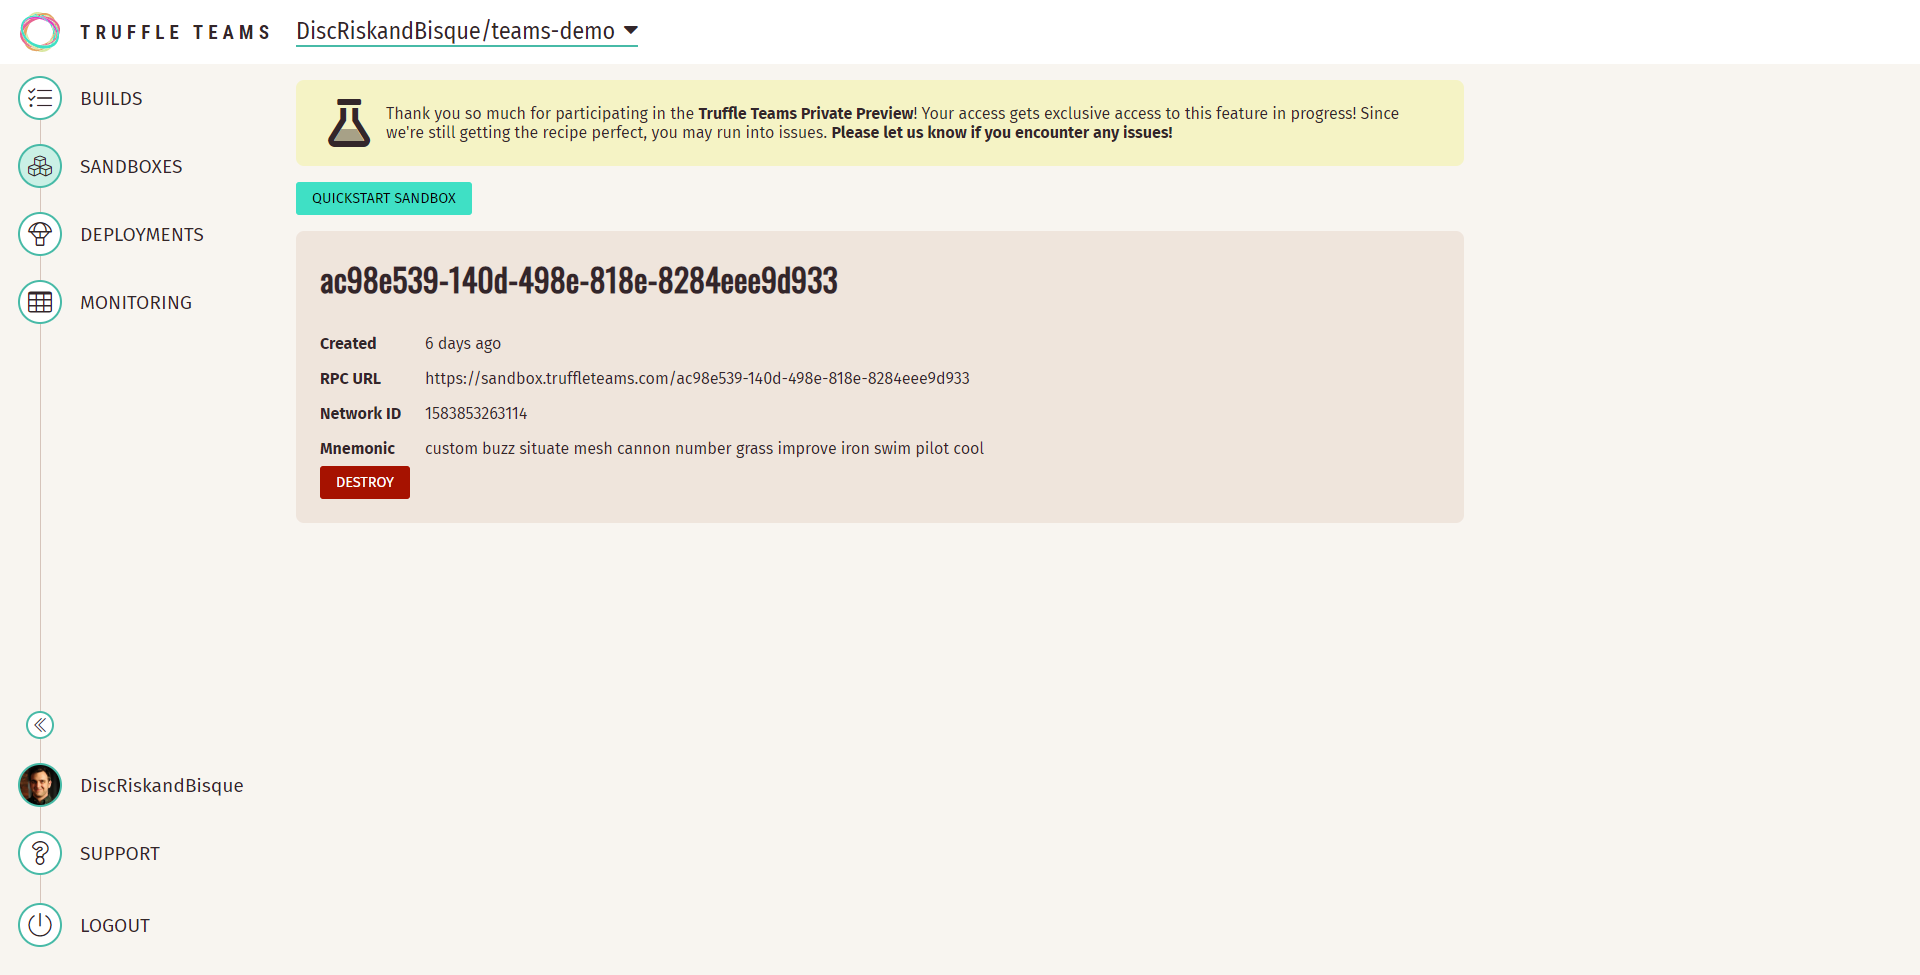 TRUFFLE TEAMS
DiscRiskandBisque/teams-demo
BUILDS
SANDBOXES
DEPLOYMENTS
MONITORING
Thank you so much for participating in the Truffle Teams Private Preview! Your access gets exclusive access to this feature in progress! Since
we're still getting the recipe perfect, you may run into issues. Please let us know if you encounter any issues!
QUICKSTART SANDBOX
ac98e539-140d-498e-818e-8284eee9d933
Created 6 days ago
RPC URL https://sandbox.truffleteams.com/ac98e539-140d-498e-818e-8284eee9d933
Network ID 1583853263114
Mnemonic custom buzz situate mesh cannon number grass improve iron swim pilot cool
DESTROY
DiscRiskandBisque
SUPPORT
LOGOUT